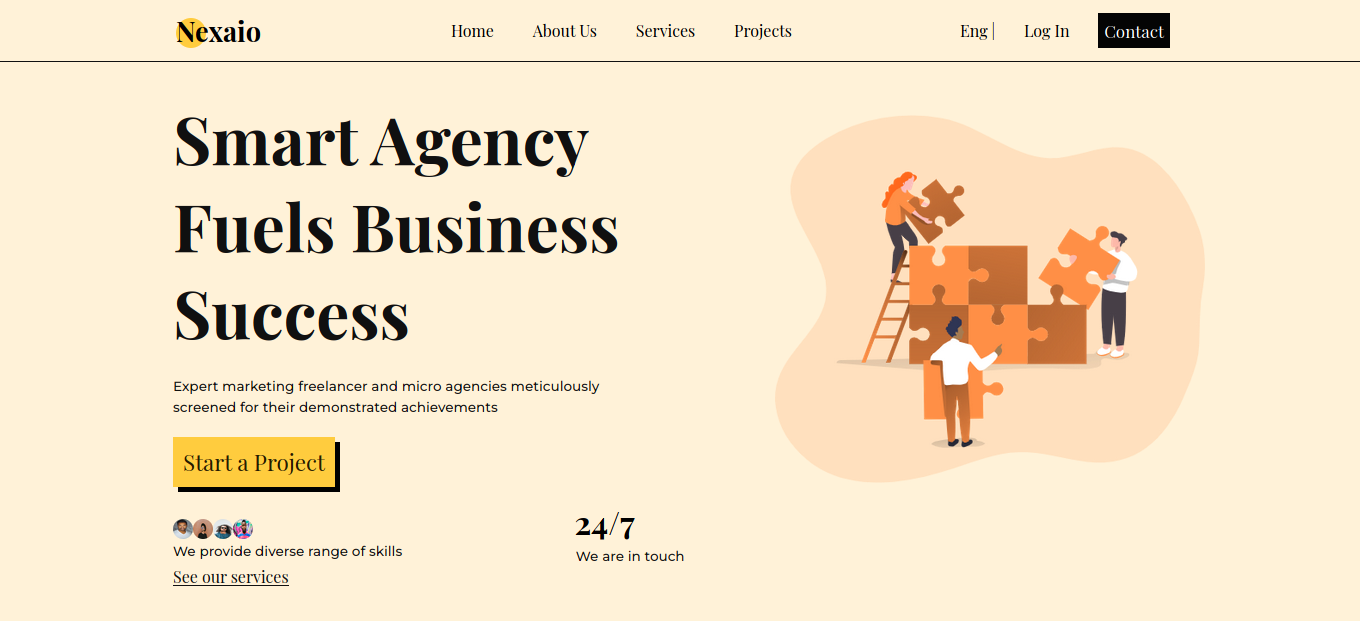 Nexaio
Home
About Us
Services
Projects
Eng
Log In
Contact
Smart Agency
Fuels Business
Success
Expert marketing freelancer and micro agencies meticulously
screened for their demonstrated achievements
Start a Project
We provide diverse range of skills
See our services
24/7
We are in touch